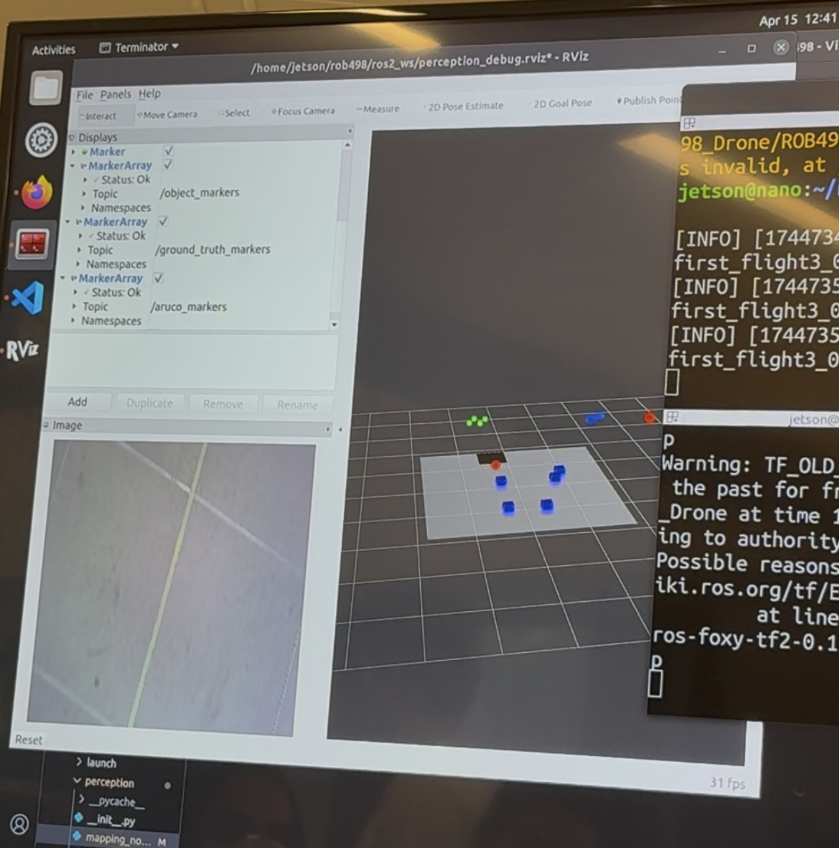 Activities
Terminator
Apr 15 12:41
/home/jetson/rob498/ros2_ws/perception_debug.rviz* - RViz
File Panels Help
Interact Move Camera Select Focus Camera Measure 2D Pose Estimate 2D Goal Pose Publish Poin
Displays
Marker
MarkerArray
Status: Ok
Topic /object_markers
Namespaces
MarkerArray
Status: Ok
Topic /ground_truth_markers
Namespaces
MarkerArray
Status: Ok
Topic /aruco_markers
Namespaces
Add Duplicate Remove Rename
Image
Reset
31 fps
RViz
98 - VI
98_Drone/ROB49
s invalid, at
jetson@nano:~/
[INFO] [1744734
first_flight3_0
[INFO] [1744735
first_flight3_0
[INFO] [1744735
first_flight3_0
jetson@
p
Warning: TF_OLD_
the past for fr
_Drone at time 1
ing to authority
Possible reasons
iki.ros.org/tf/E
at line
ros-foxy-tf2-0.1
p
launch
perception
__pycache__
__init__.py
mapping_no... M